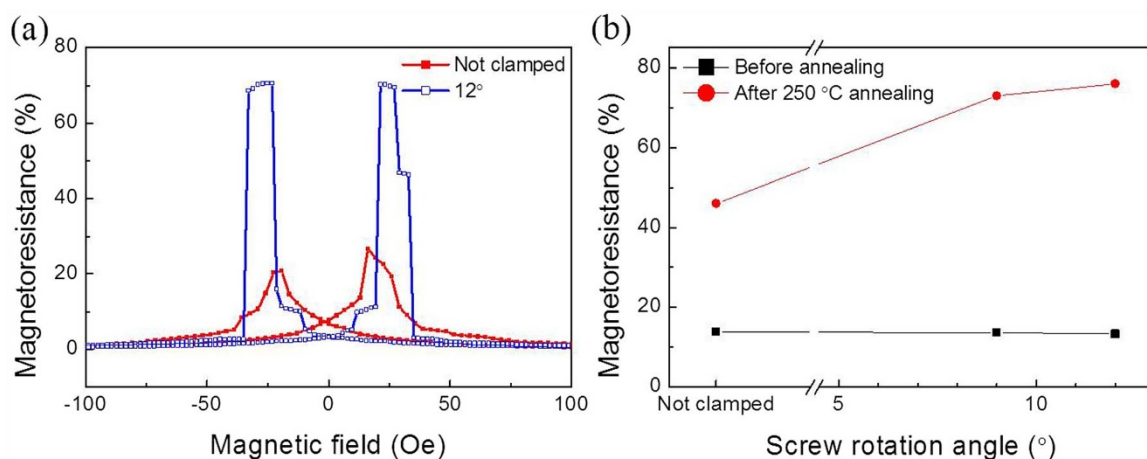 (a)
80
60
40
20
0
Magnetoresistance (%)
Not clamped
12°
-100 -50 0 50 100
Magnetic field (Oe)
(b)
80
60
40
20
0
Magnetoresistance (%)
Before annealing
After 250 °C annealing
Not clamped 5 10
Screw rotation angle (°)